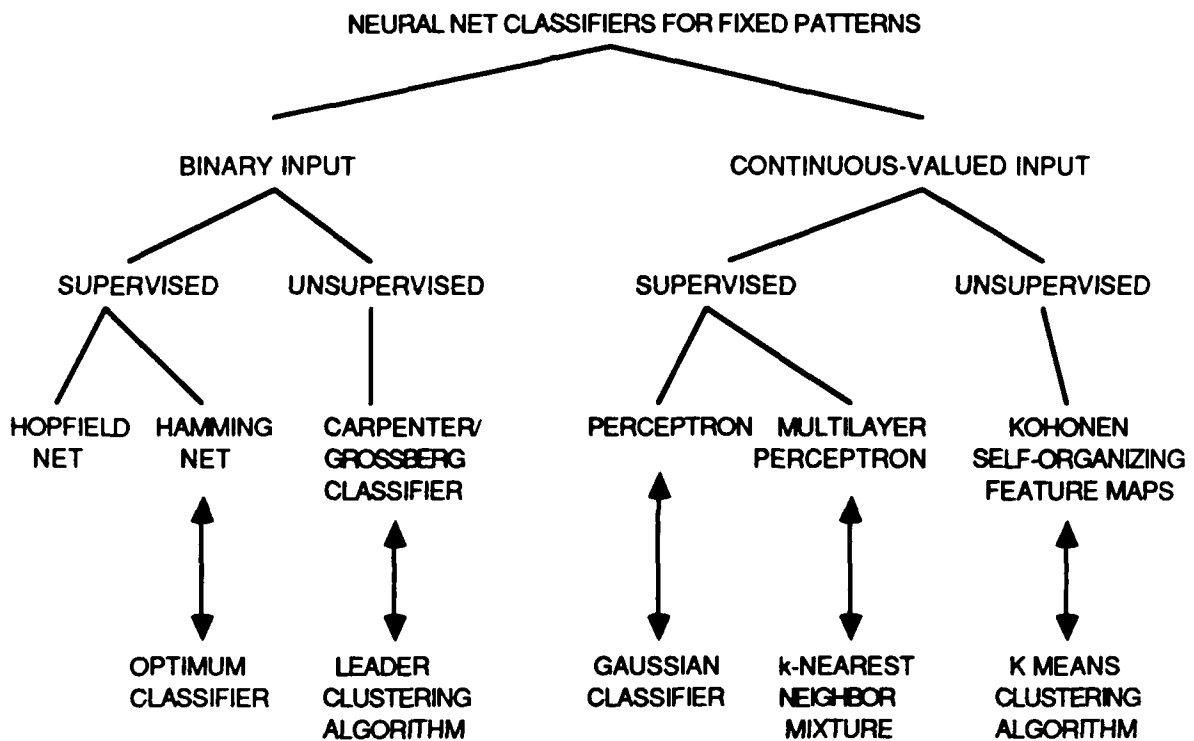 NEURAL NET CLASSIFIERS FOR FIXED PATTERNS
BINARY INPUT
CONTINUOUS-VALUED INPUT
SUPERVISED
UNSUPERVISED
SUPERVISED
UNSUPERVISED
HOPFIELD
NET
HAMMING
NET
CARPENTER/
GROSSBERG
CLASSIFIER
PERCEPTRON
MULTILAYER
PERCEPTRON
KOHONEN
SELF-ORGANIZING
FEATURE MAPS
OPTIMUM
CLASSIFIER
LEADER
CLUSTERING
ALGORITHM
GAUSSIAN
CLASSIFIER
k-NEAREST
NEIGHBOR
MIXTURE
K MEANS
CLUSTERING
ALGORITHM